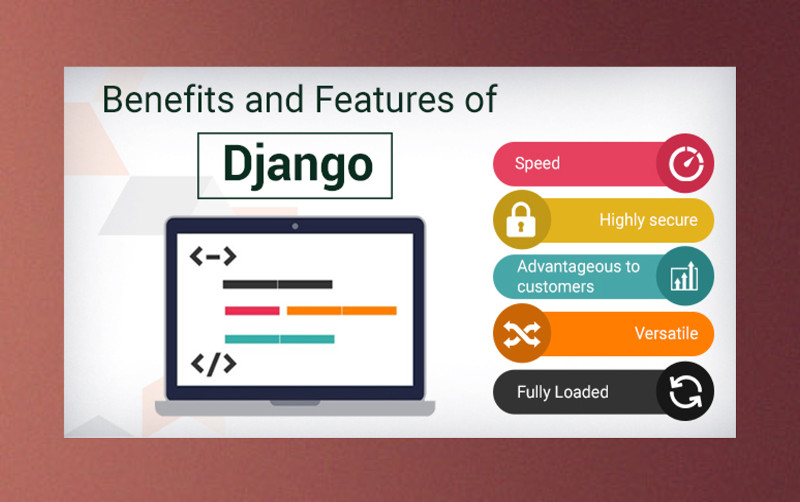 Benefits and Features of
Django
<->
</>
Speed
Highly secure
Advantageous to
customers
Versatile
Fully Loaded